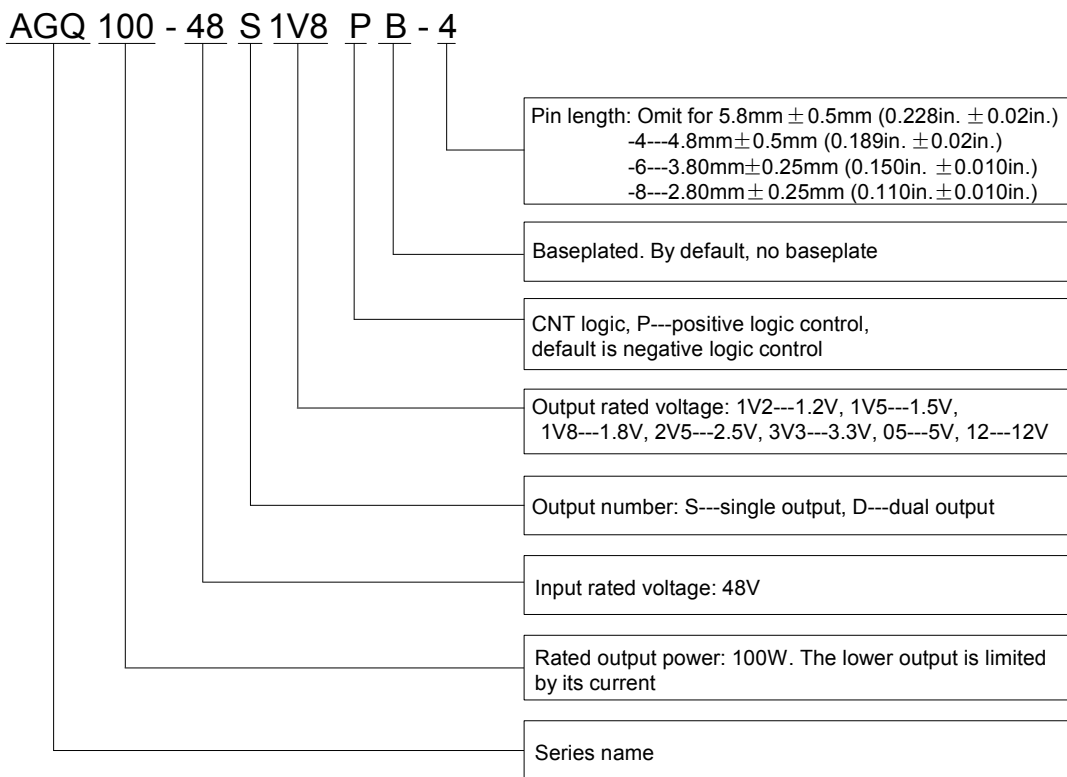 AGQ 100 - 48 S 1V8 P B - 4
Pin length: Omit for 5.8mm ± 0.5mm (0.228in. ± 0.02in.)
-4---4.8mm±0.5mm (0.189in. ±0.02in.)
-6---3.80mm±0.25mm (0.150in. ±0.010in.)
-8---2.80mm± 0.25mm (0.110in.±0.010in.)
Baseplated. By default, no baseplate
CNT logic, P---positive logic control,
default is negative logic control
Output rated voltage: 1V2---1.2V, 1V5---1.5V,
1V8---1.8V, 2V5---2.5V, 3V3---3.3V, 05---5V, 12---12V
Output number: S---single output, D---dual output
Input rated voltage: 48V
Rated output power: 100W. The lower output is limited
by its current
Series name